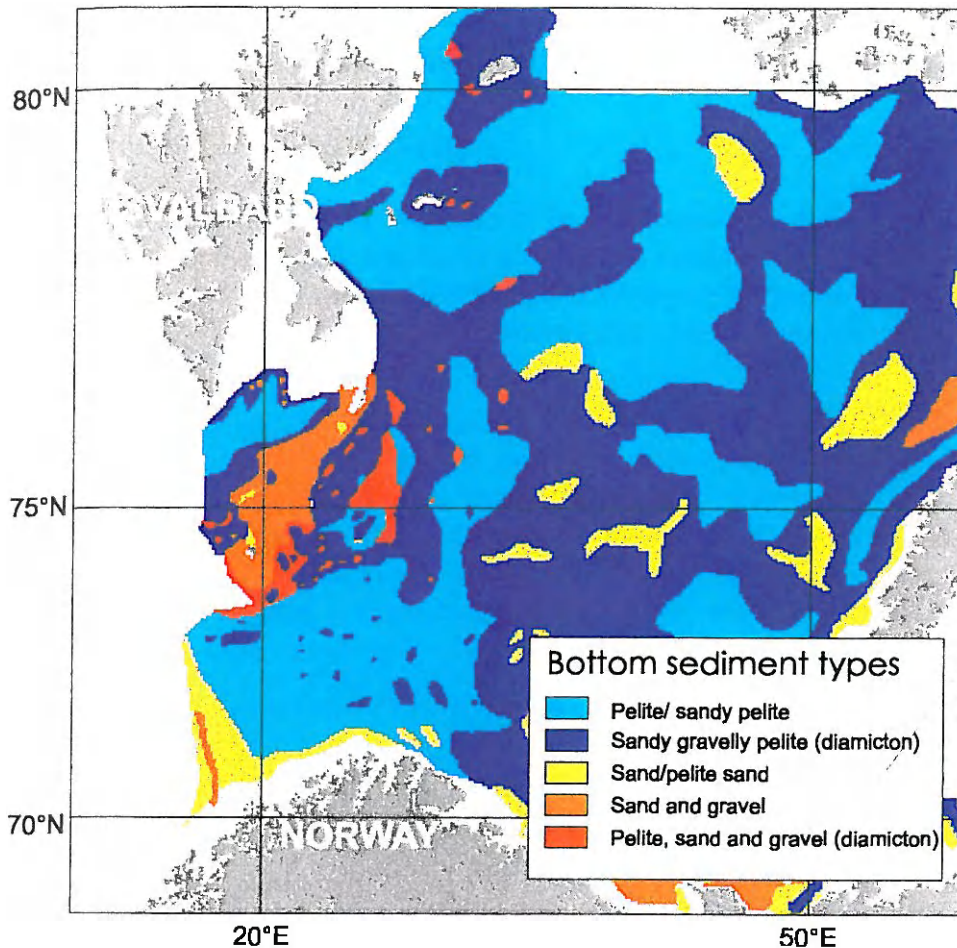 80°N
SVALBARD
75°N
Bottom sediment types
Pelite/ sandy pelite
Sandy gravelly pelite (diamicton)
Sand/pelite sand
Sand and gravel
Pelite, sand and gravel (diamicton)
70°N
NORWAY
20°E
50°E